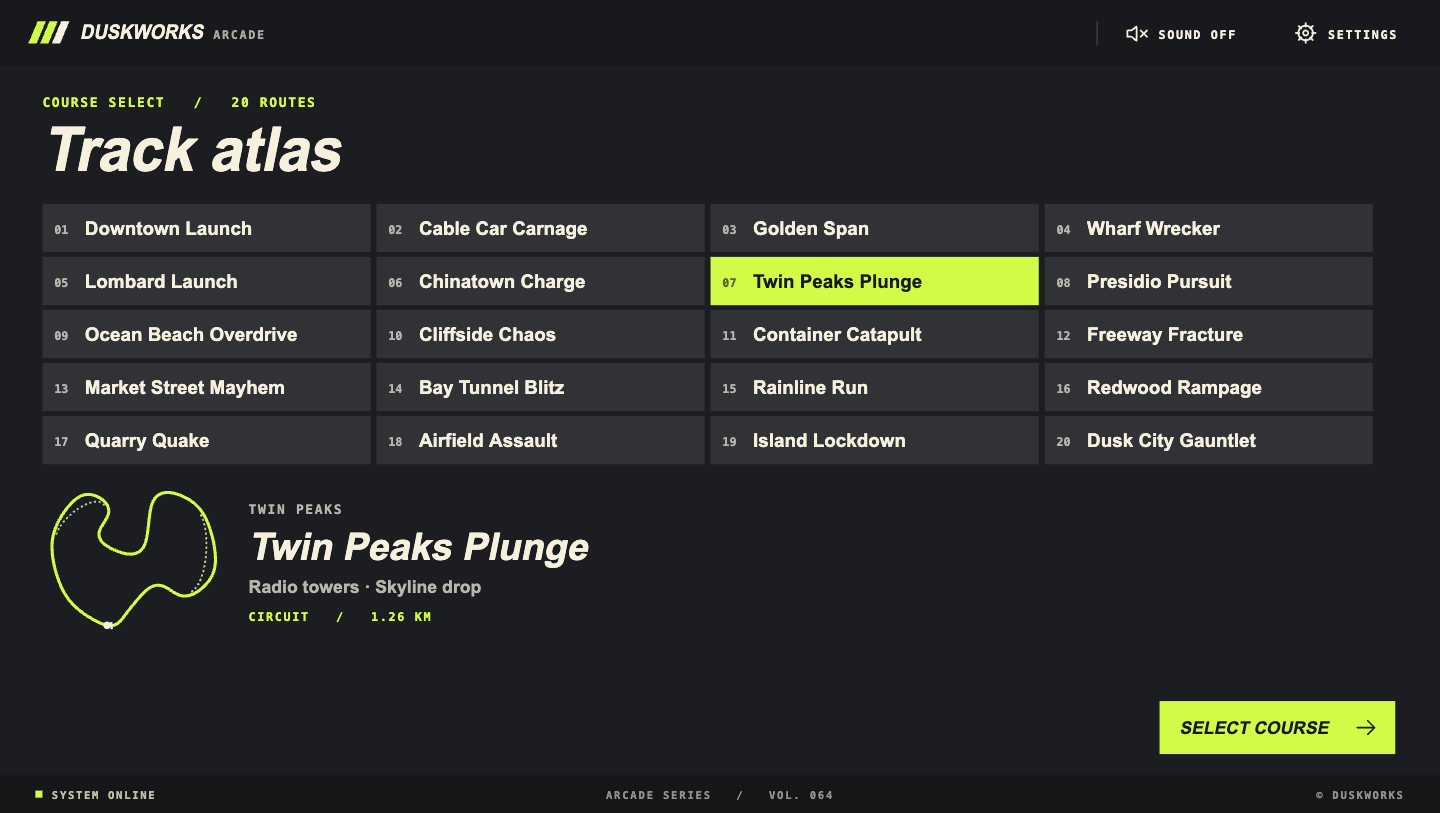 DUSKWORKS ARCADE
SOUND OFF
SETTINGS
COURSE SELECT / 20 ROUTES
Track atlas
01 Downtown Launch
02 Cable Car Carnage
03 Golden Span
04 Wharf Wrecker
05 Lombard Launch
06 Chinatown Charge
07 Twin Peaks Plunge
08 Presidio Pursuit
09 Ocean Beach Overdrive
10 Cliffside Chaos
11 Container Catapult
12 Freeway Fracture
13 Market Street Mayhem
14 Bay Tunnel Blitz
15 Rainline Run
16 Redwood Rampage
17 Quarry Quake
18 Airfield Assault
19 Island Lockdown
20 Dusk City Gauntlet
TWIN PEAKS
Twin Peaks Plunge
Radio towers · Skyline drop
CIRCUIT / 1.26 KM
SELECT COURSE
SYSTEM ONLINE
ARCADE SERIES / VOL. 064
© DUSKWORKS